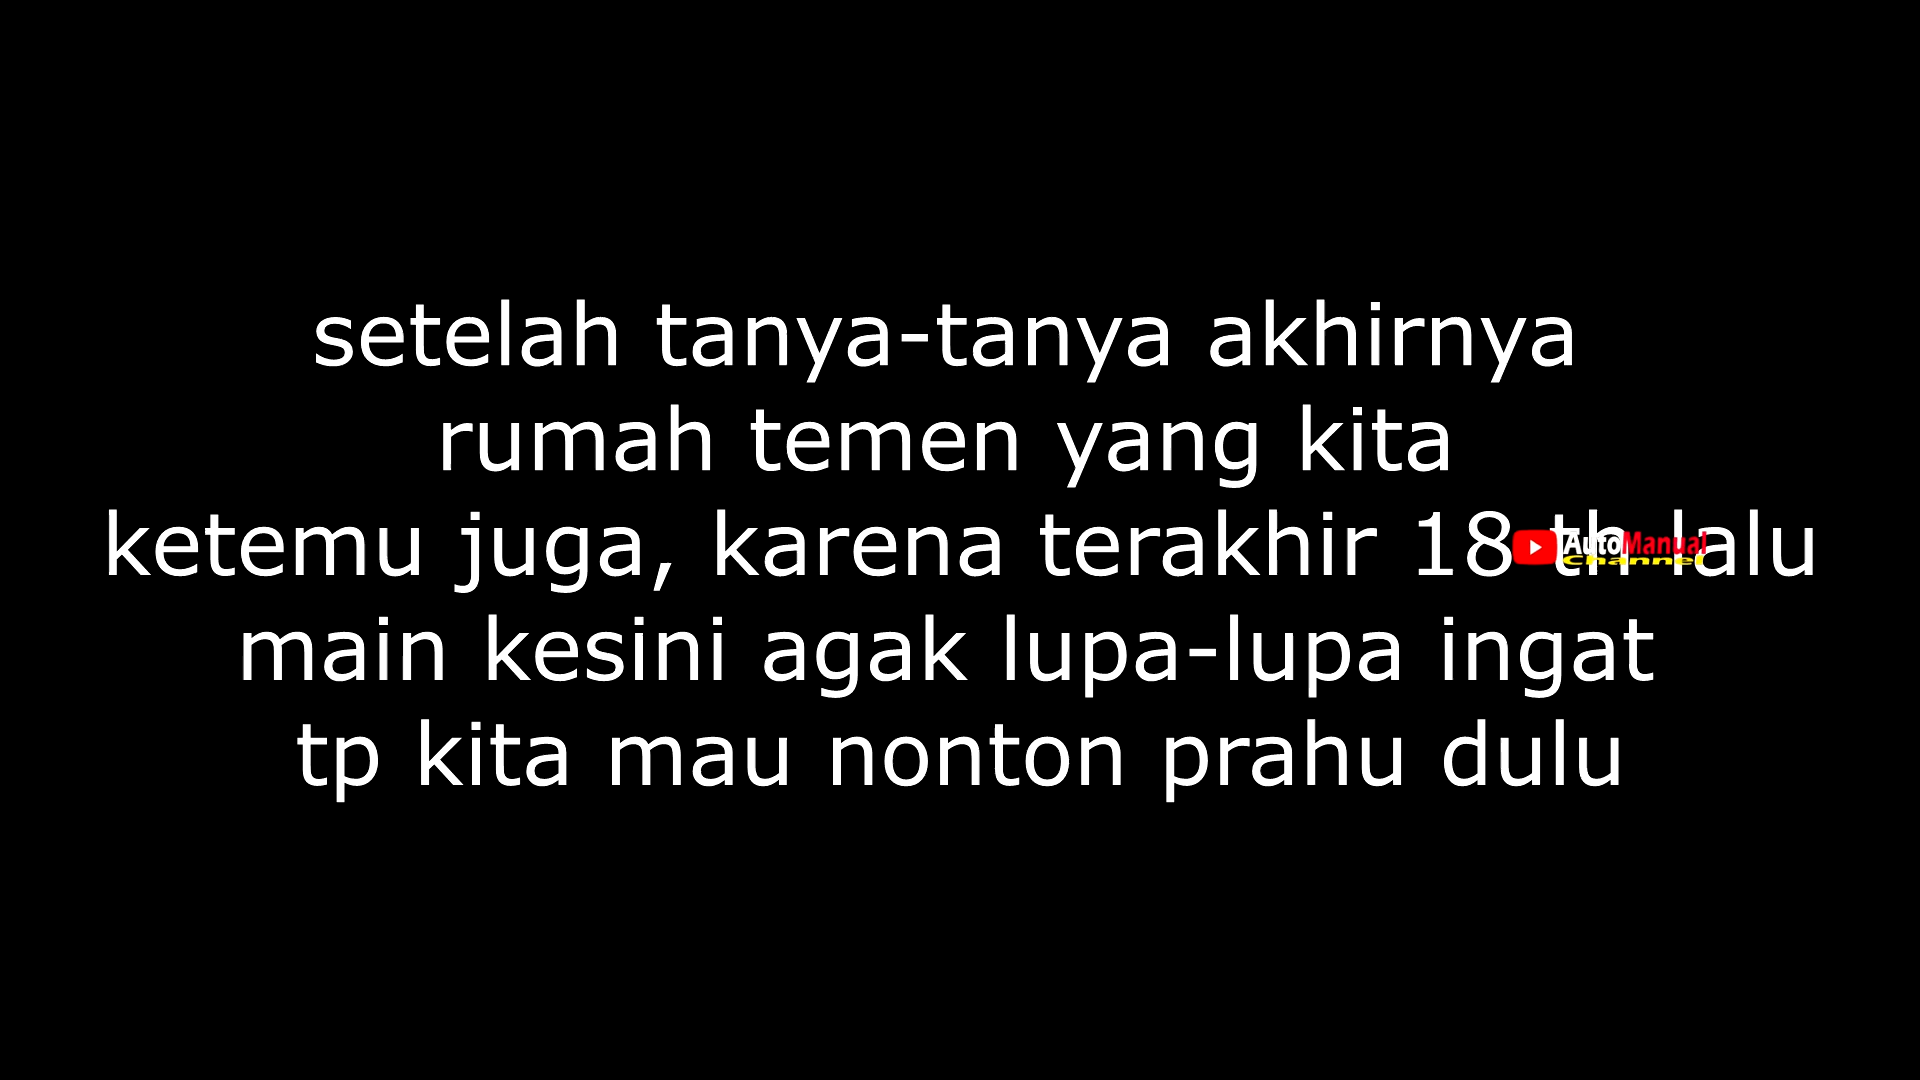 setelah tanya-tanya akhirnya
rumah temen yang kita
ketemu juga, karena terakhir 18 th lalu
AutoManual
Channel
main kesini agak lupa-lupa ingat
tp kita mau nonton prahu dulu